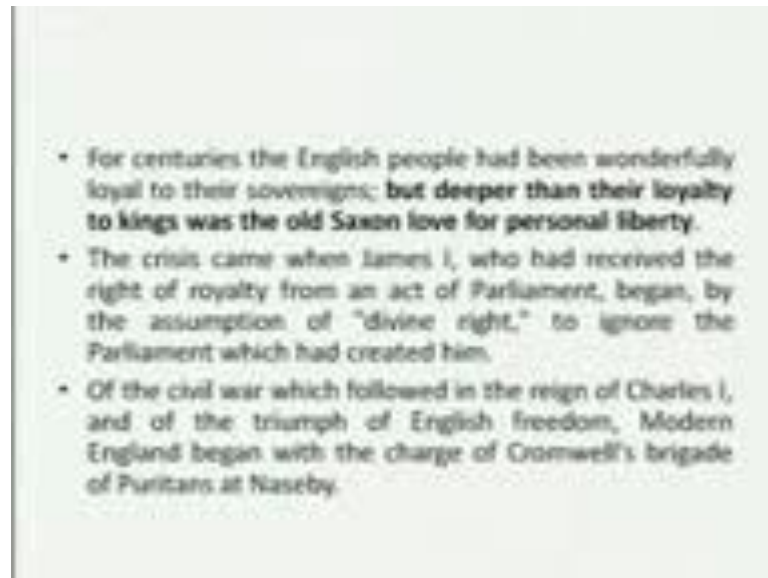 • For centuries the English people had been wonderfully
loyal to their sovereigns; but deeper than their loyalty
to kings was the old Saxon love for personal liberty.
• The crisis came when James I, who had received the
right of royalty from an act of Parliament, began, by
the assumption of "divine right," to ignore the
Parliament which had created him.
• Of the civil war which followed in the reign of Charles I,
and of the triumph of English freedom, Modern
England began with the charge of Cromwell's brigade
of Puritans at Naseby.